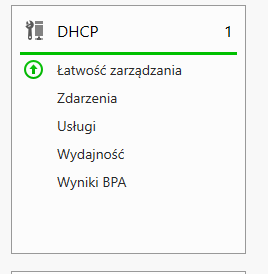 DHCP 1
Łatwość zarządzania
Zdarzenia
Usługi
Wydajność
Wyniki BPA